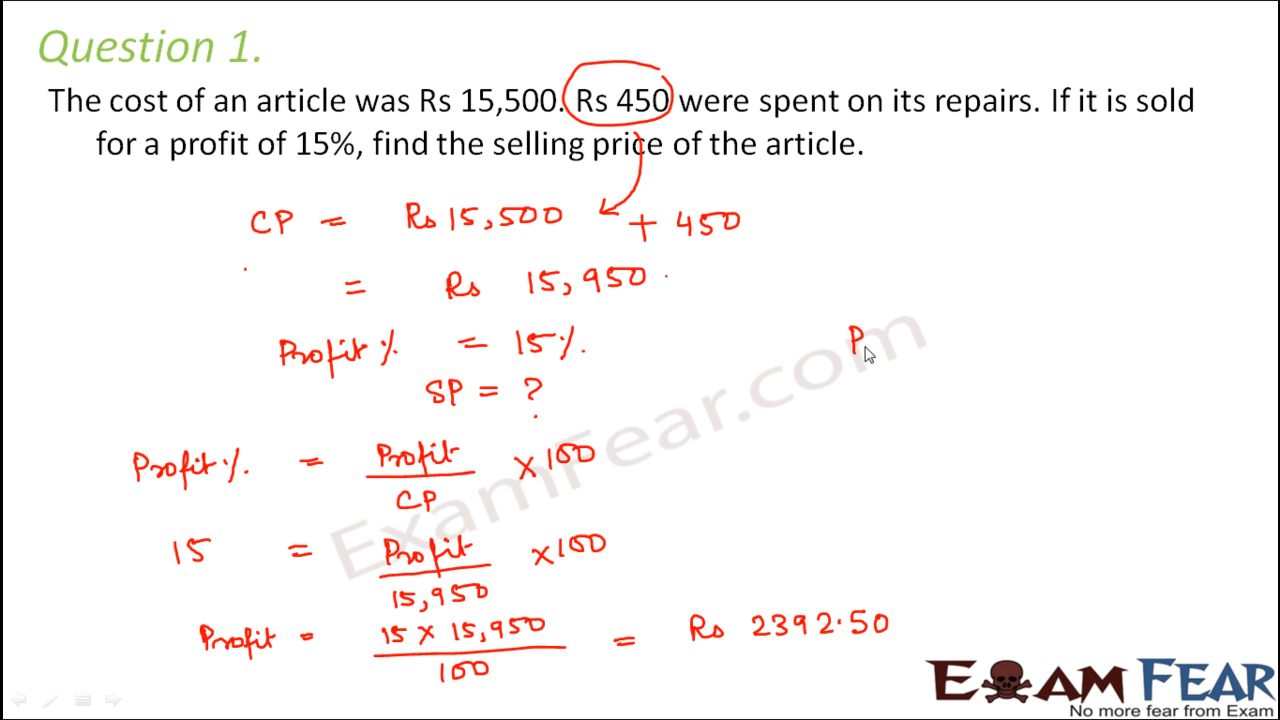 Question 1.
The cost of an article was Rs 15,500. Rs 450 were spent on its repairs. If it is sold
for a profit of 15%, find the selling price of the article.
CP = Rs 15,500 + 450
= Rs 15,950.
Profit % = 15%.
P
SP = ?
Profit % = Profit / CP × 100
15 = Profit / 15,950 × 100
Profit = 15 × 15,950 / 100 = Rs 2392.50
ExamFear.com
EXAM FEAR
No more fear from Exam